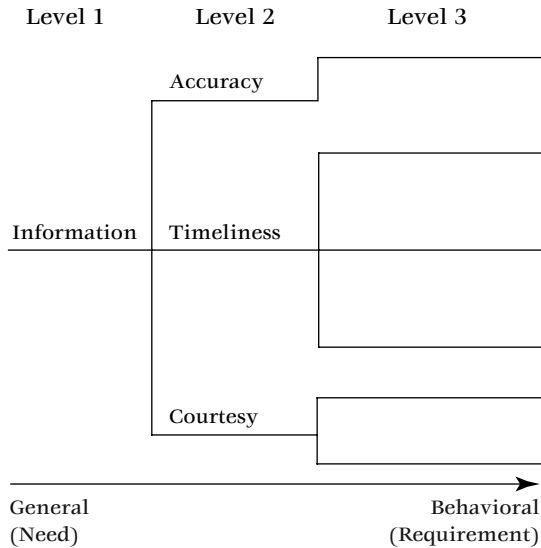 Level 1 Level 2 Level 3
Accuracy
Information Timeliness
Courtesy
General Behavioral
(Need) (Requirement)